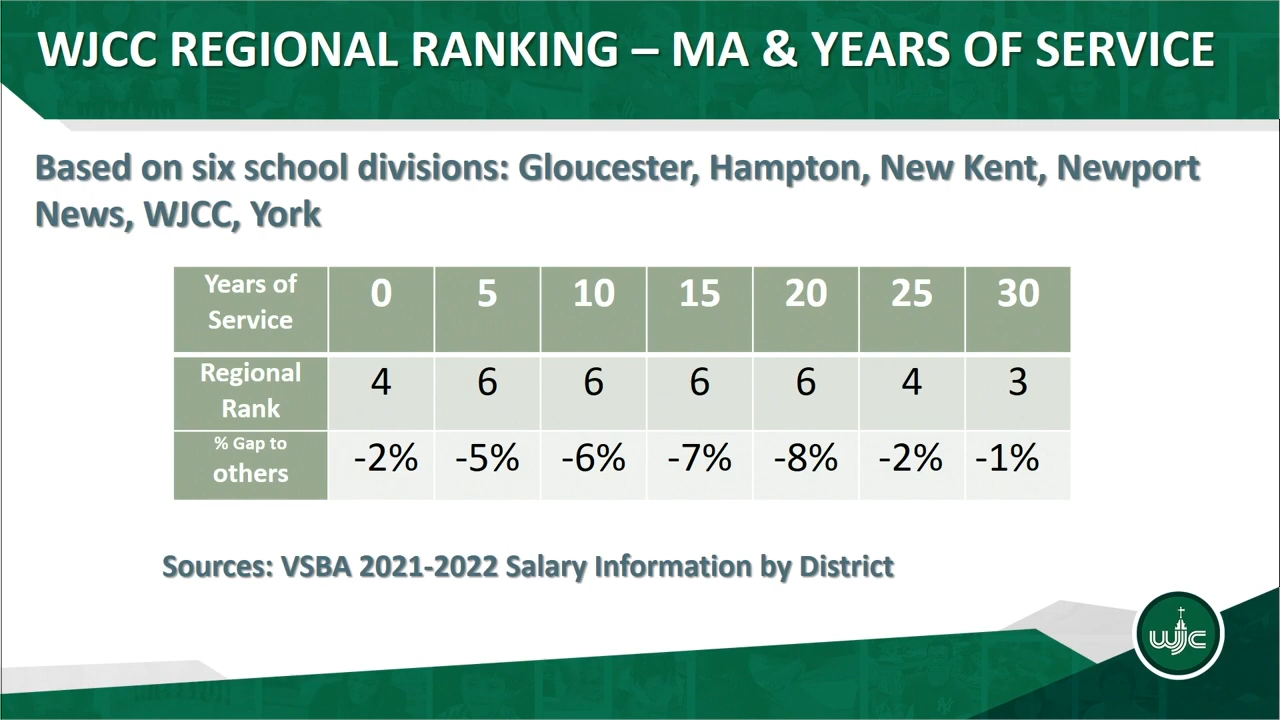 WJCC REGIONAL RANKING – MA & YEARS OF SERVICE
Based on six school divisions: Gloucester, Hampton, New Kent, Newport
News, WJCC, York
Years of Service 0 5 10 15 20 25 30
Regional Rank 4 6 6 6 6 4 3
% Gap to others -2% -5% -6% -7% -8% -2% -1%
Sources: VSBA 2021-2022 Salary Information by District
wjcc